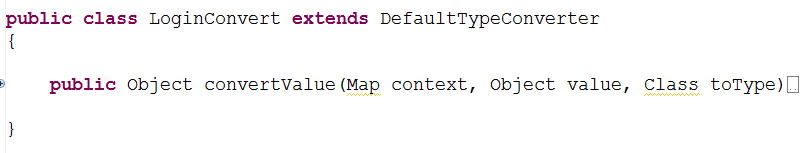 public class LoginConvert extends DefaultTypeConverter
{
public Object convertValue(Map context, Object value, Class toType)
}